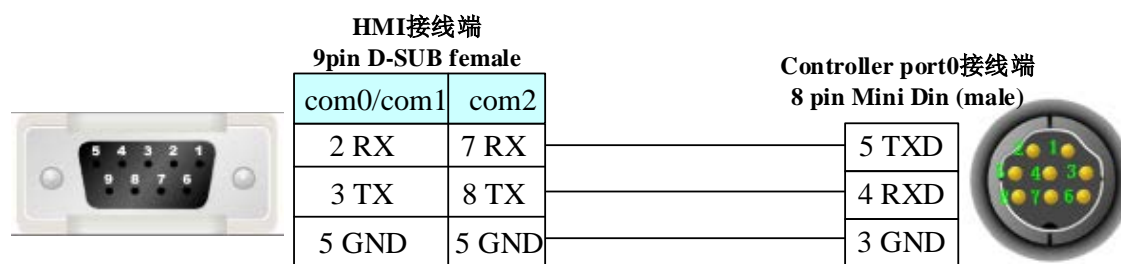 HMI接线端
9pin D-SUB female
com0/com1 com2
2 RX 7 RX
3 TX 8 TX
5 GND 5 GND
Controller port0接线端
8 pin Mini Din (male)
5 TXD
4 RXD
3 GND
5 4 3 2 1
9 8 7 6
2 1
4 3
8 7 6